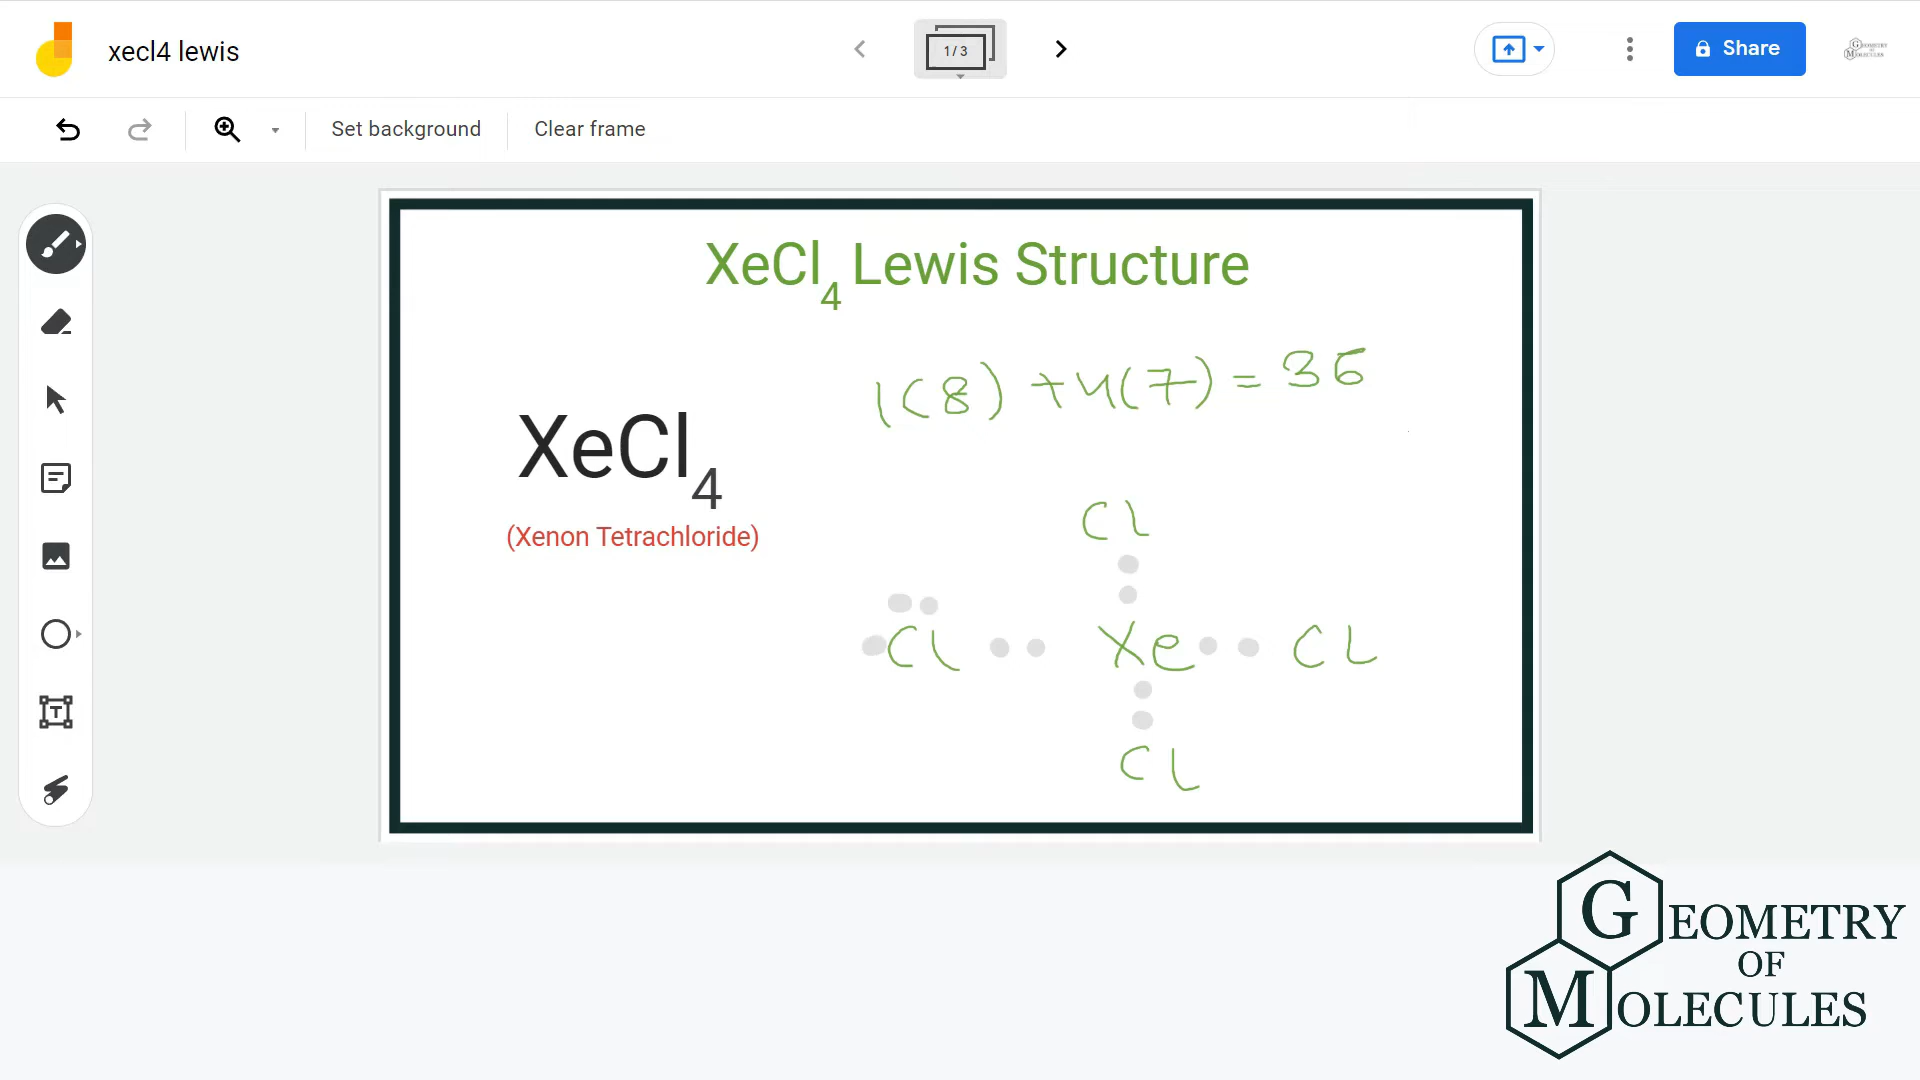 xecl4 lewis
1 / 3
Share
Set background
Clear frame
XeCl4 Lewis Structure
1(8) +4(7) = 36
XeCl4
(Xenon Tetrachloride)
Cl
Cl Xe Cl
Cl
GEOMETRY
OF
MOLECULES